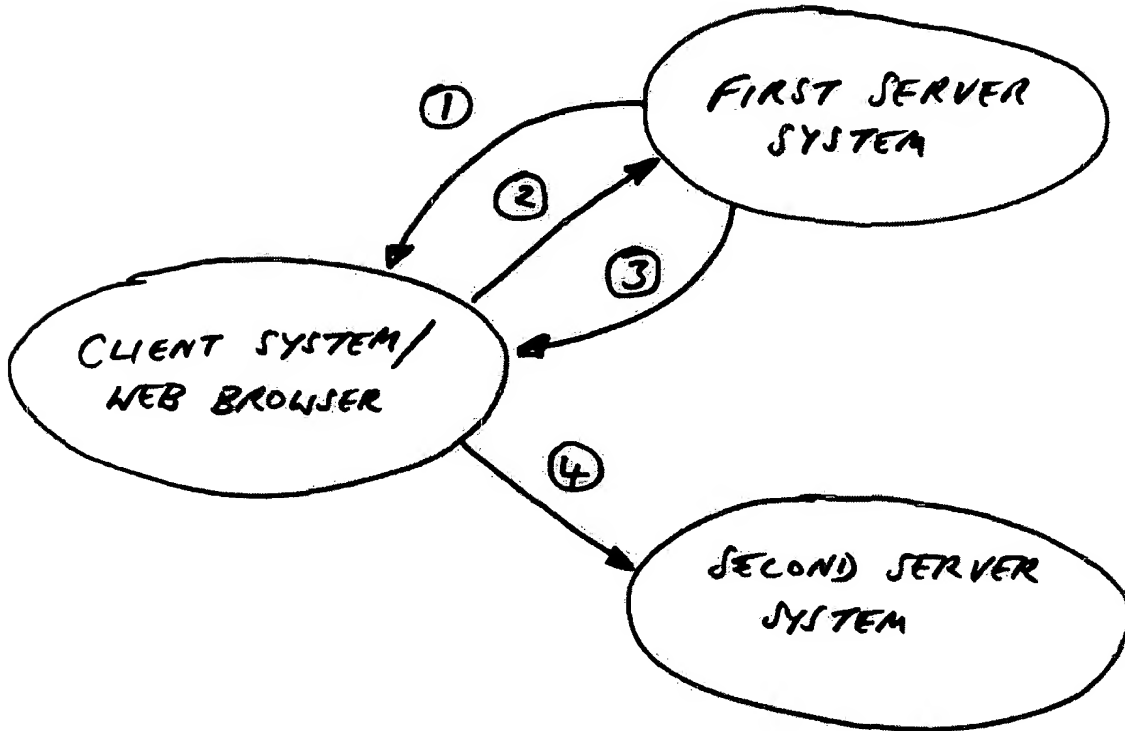 FIRST SERVER
SYSTEM
1
2
3
CLIENT SYSTEM/
WEB BROWSER
4
SECOND SERVER
SYSTEM